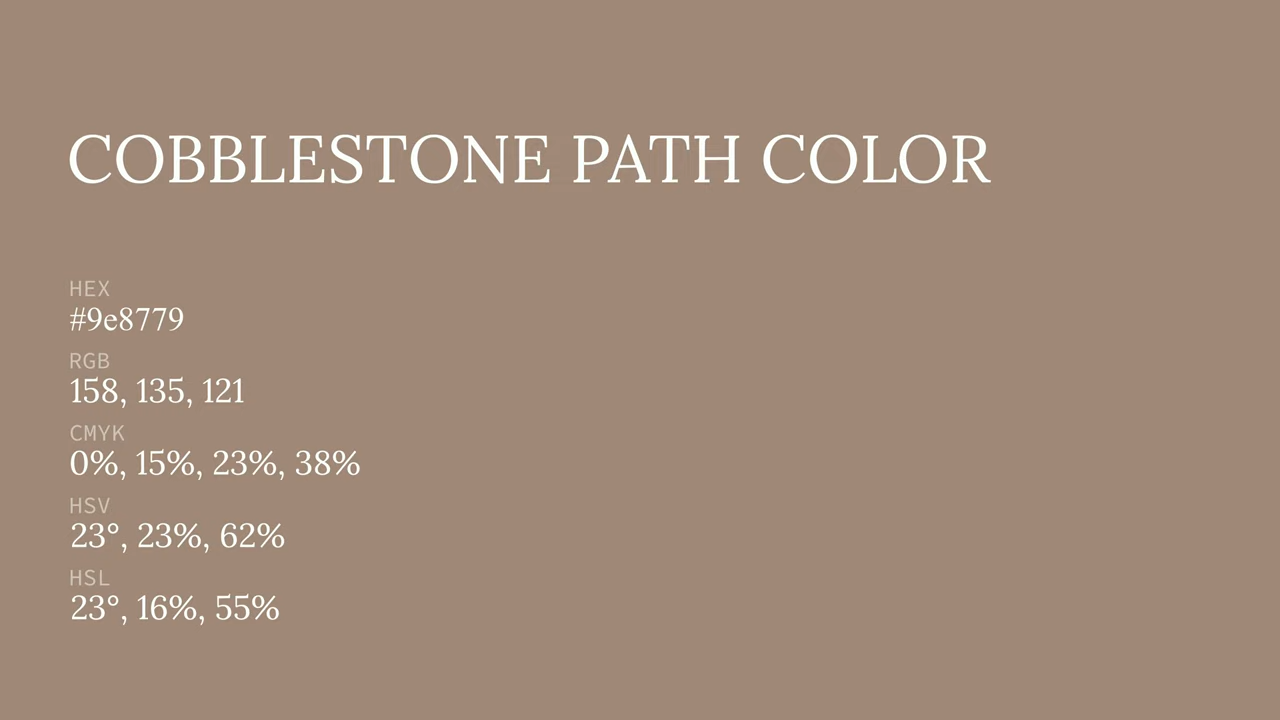 COBBLESTONE PATH COLOR
HEX
#9e8779
RGB
158, 135, 121
CMYK
0%, 15%, 23%, 38%
HSV
23°, 23%, 62%
HSL
23°, 16%, 55%